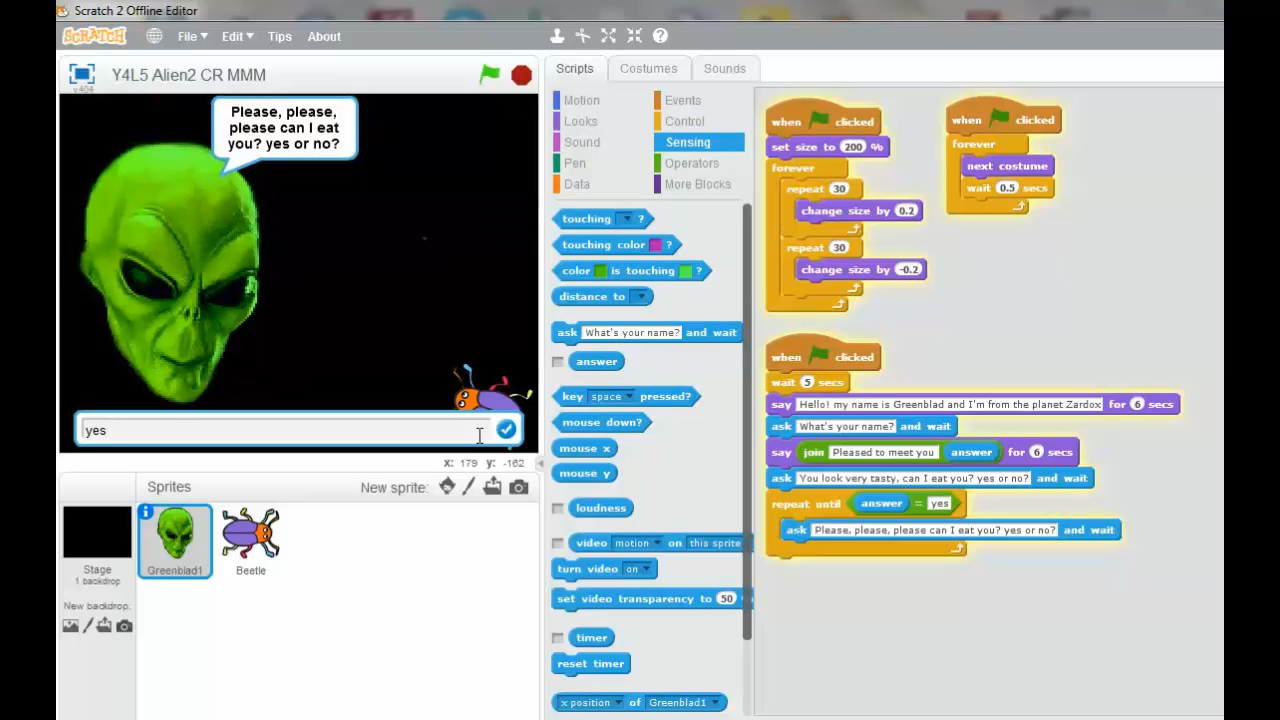 Scratch 2 Offline Editor
SCRATCH File Edit Tips About
Y4L5 Alien2 CR MMM
v404
Please, please,
please can I eat
you? yes or no?
yes
x: 179 y: -162
Sprites New sprite:
Stage
1 backdrop
New backdrop:
Greenblad1
Beetle
Scripts Costumes Sounds
Motion Events
Looks Control
Sound Sensing
Pen Operators
Data More Blocks
touching ?
touching color ?
color is touching ?
distance to
ask What's your name? and wait
answer
key space pressed?
mouse down?
mouse x
mouse y
loudness
video motion on this sprite
turn video on
set video transparency to 50 %
timer
reset timer
x position of Greenblad1
when clicked
set size to 200 %
forever
repeat 30
change size by 0.2
repeat 30
change size by -0.2
when clicked
forever
next costume
wait 0.5 secs
when clicked
wait 5 secs
say Hello! my name is Greenblad and I'm from the planet Zardox for 6 secs
ask What's your name? and wait
say join Pleased to meet you answer for 6 secs
ask You look very tasty, can I eat you? yes or no? and wait
repeat until answer = yes
ask Please, please, please can I eat you? yes or no? and wait